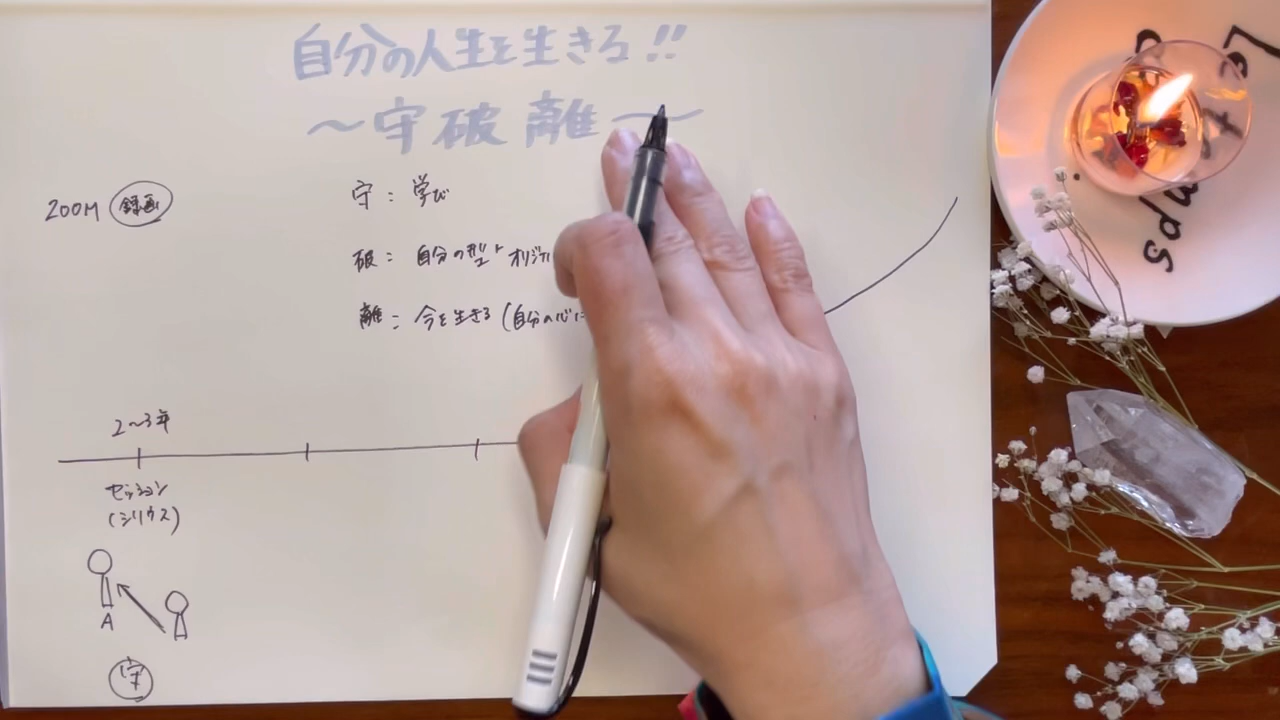 自分の人生を生きる!!
〜守破離〜
ZOOM 録画
守：学び
破：自分の型、オリジナ
離：今を生きる（自分の心に
2〜3年
セッション
（シリウス）
A
守